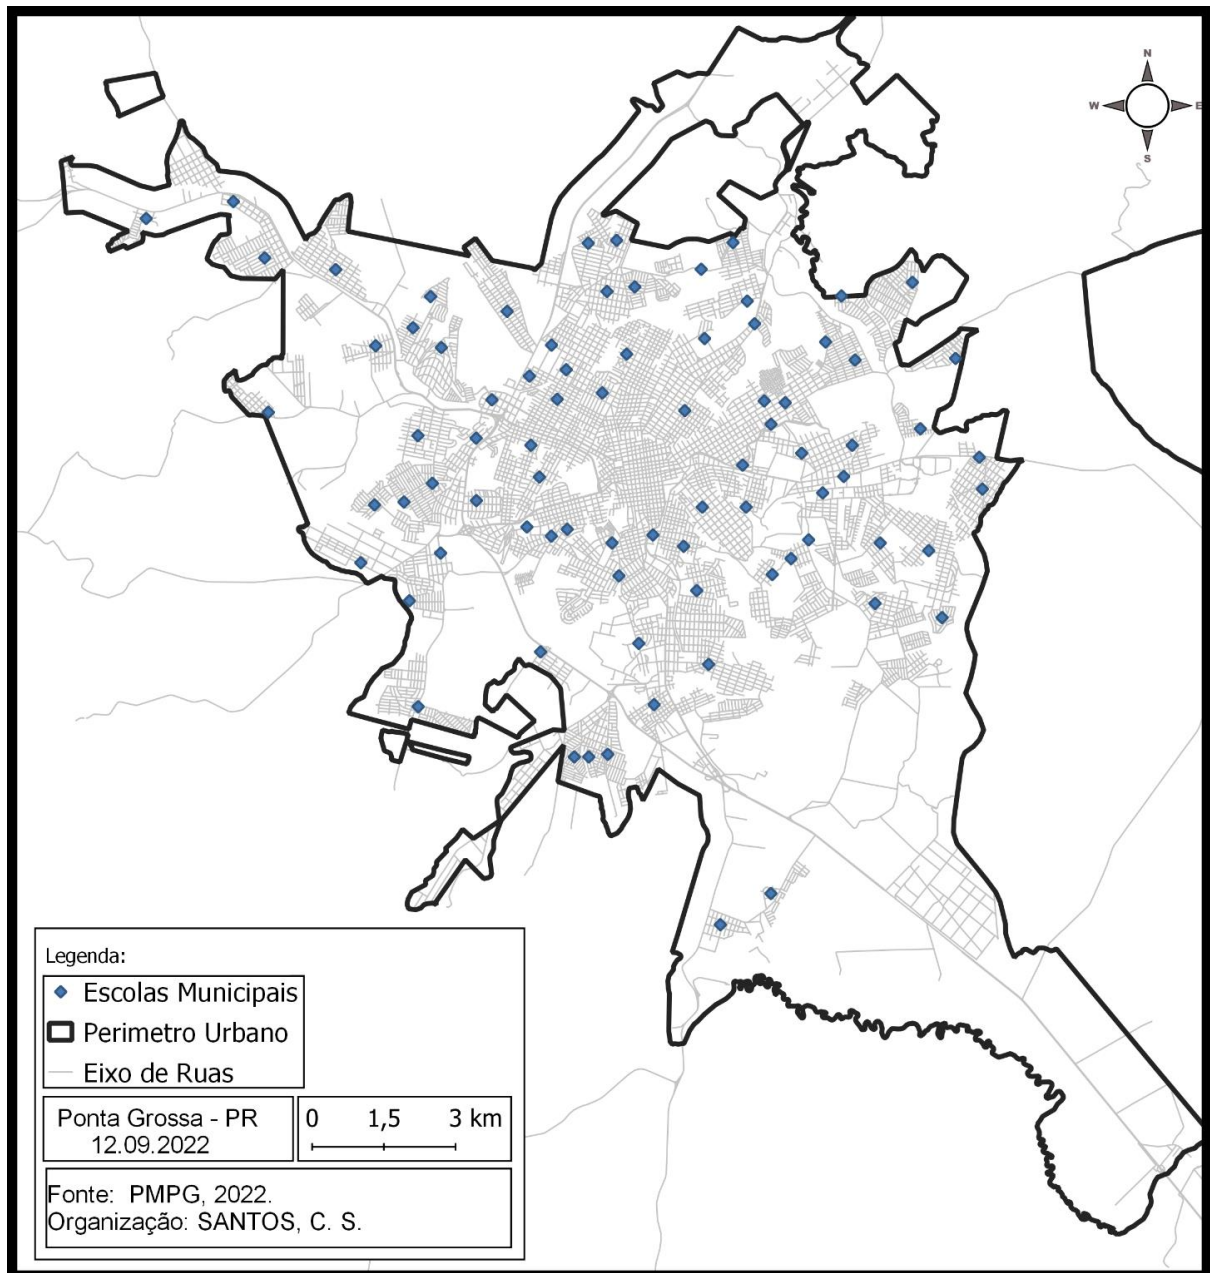 N
W E
S
Legenda:
Escolas Municipais
Perimetro Urbano
Eixo de Ruas
Ponta Grossa - PR
12.09.2022
0 1,5 3 km
Fonte: PMPG, 2022.
Organização: SANTOS, C. S.